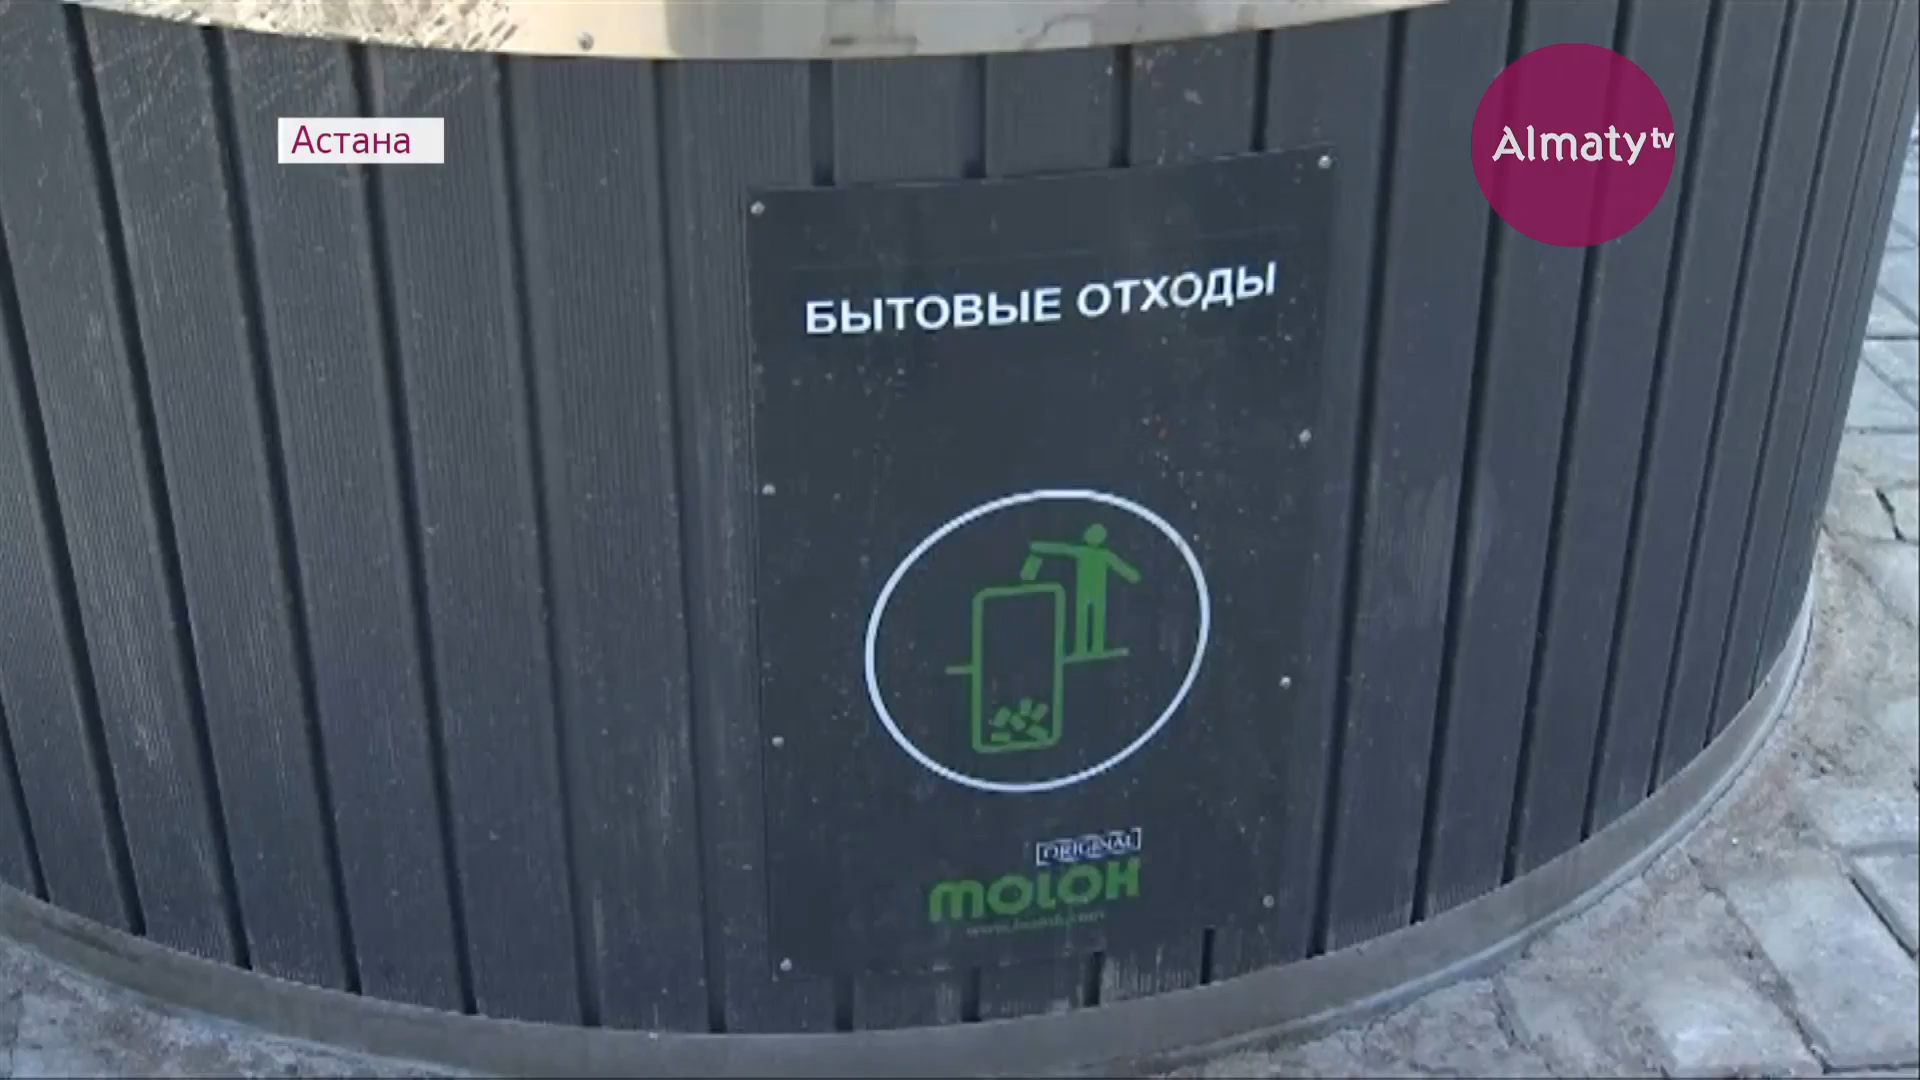 Астана
Almaty tv
БЫТОВЫЕ ОТХОДЫ
ORIGINAL
MOLOK